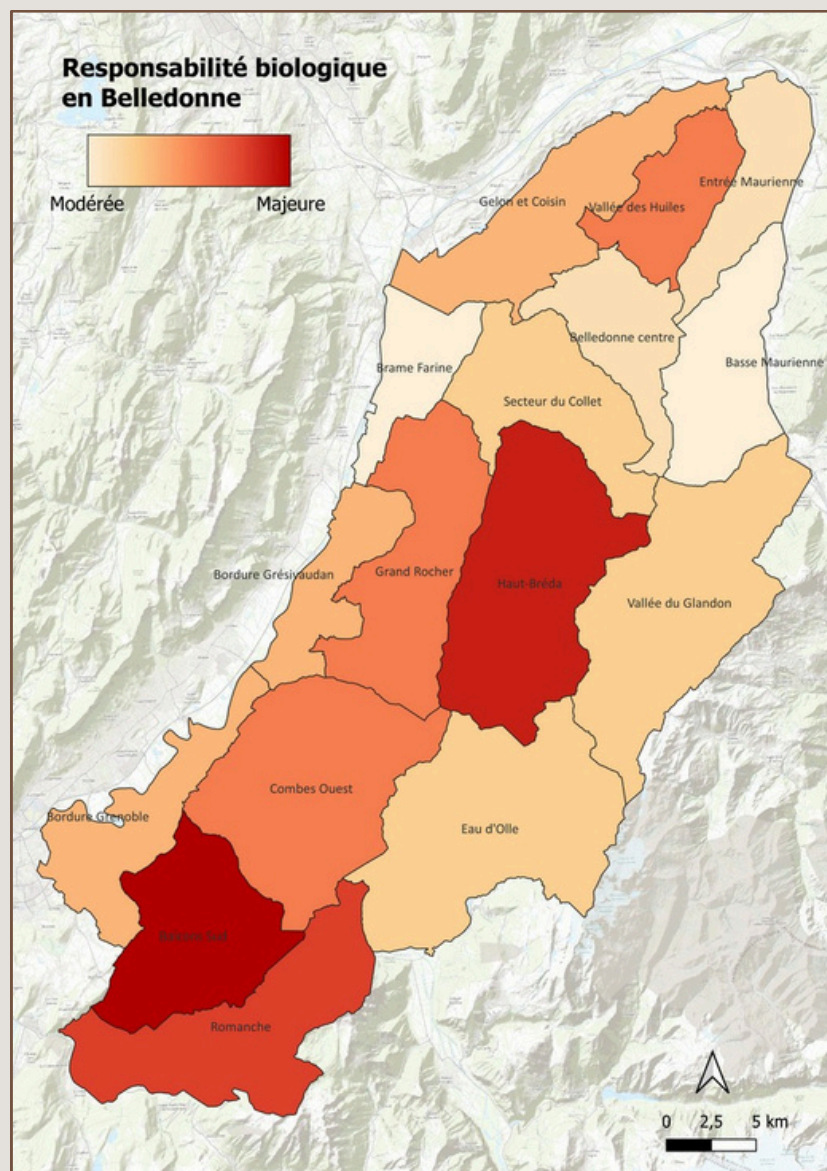 Responsabilité biologique
en Belledonne
Modérée
Majeure
Entrée Maurienne
Gelon et Coisin
Vallée des Huiles
Belledonne centre
Brame Farine
Basse Maurienne
Secteur du Collet
Bordure Grésivaudan
Grand Rocher
Haut-Bréda
Vallée du Glandon
Combes Ouest
Bordure Grenoble
Eau d'Olle
Sud
Romanche
0 2,5 5 km